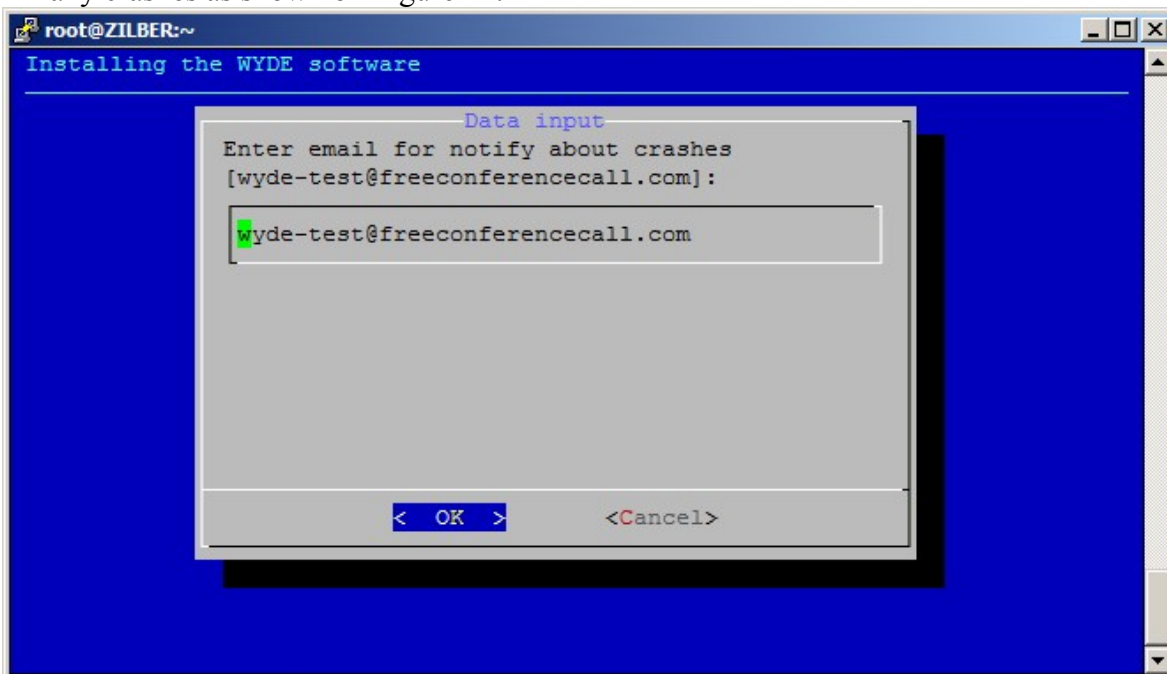 root@ZILBER:~
Installing the WYDE software
Data input
Enter email for notify about crashes
[wyde-test@freeconferencecall.com]:
wyde-test@freeconferencecall.com
< OK > <Cancel>